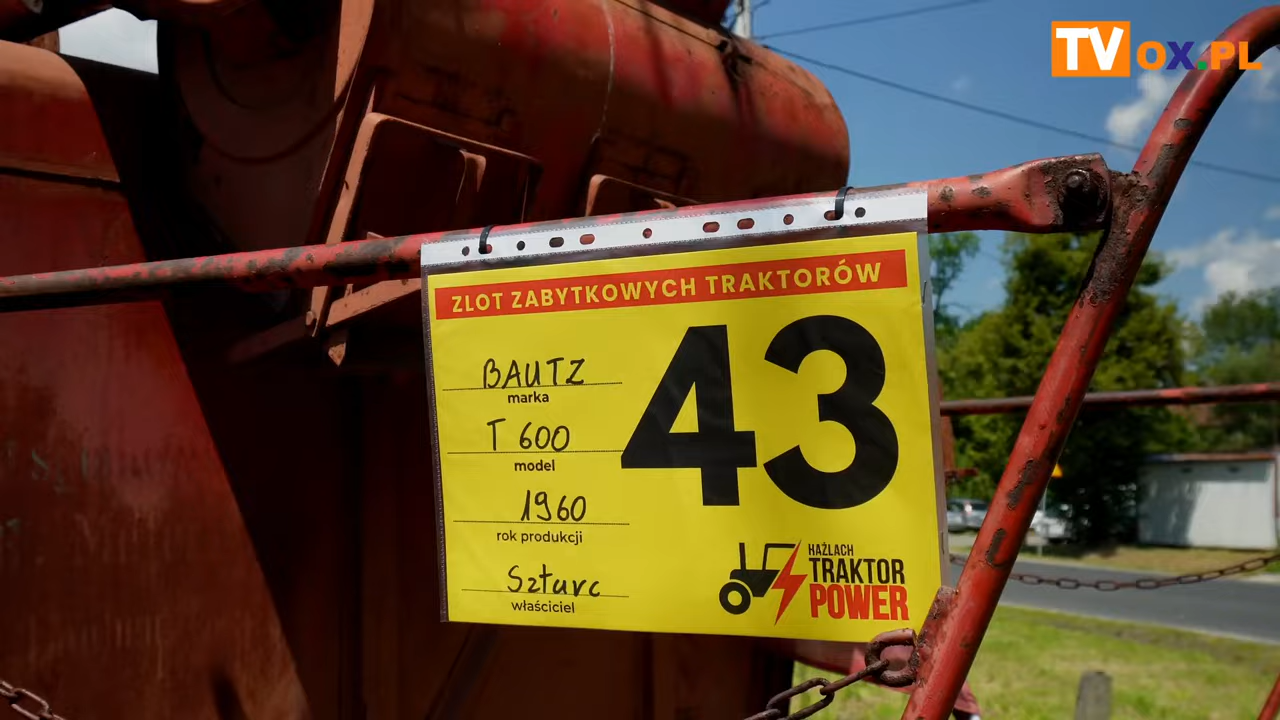 TVOX.PL
ZLOT ZABYTKOWYCH TRAKTORÓW
43
BAUTZ
marka
T 600
model
1960
rok produkcji
Szturc
właściciel
HAŻLACH
TRAKTOR
POWER